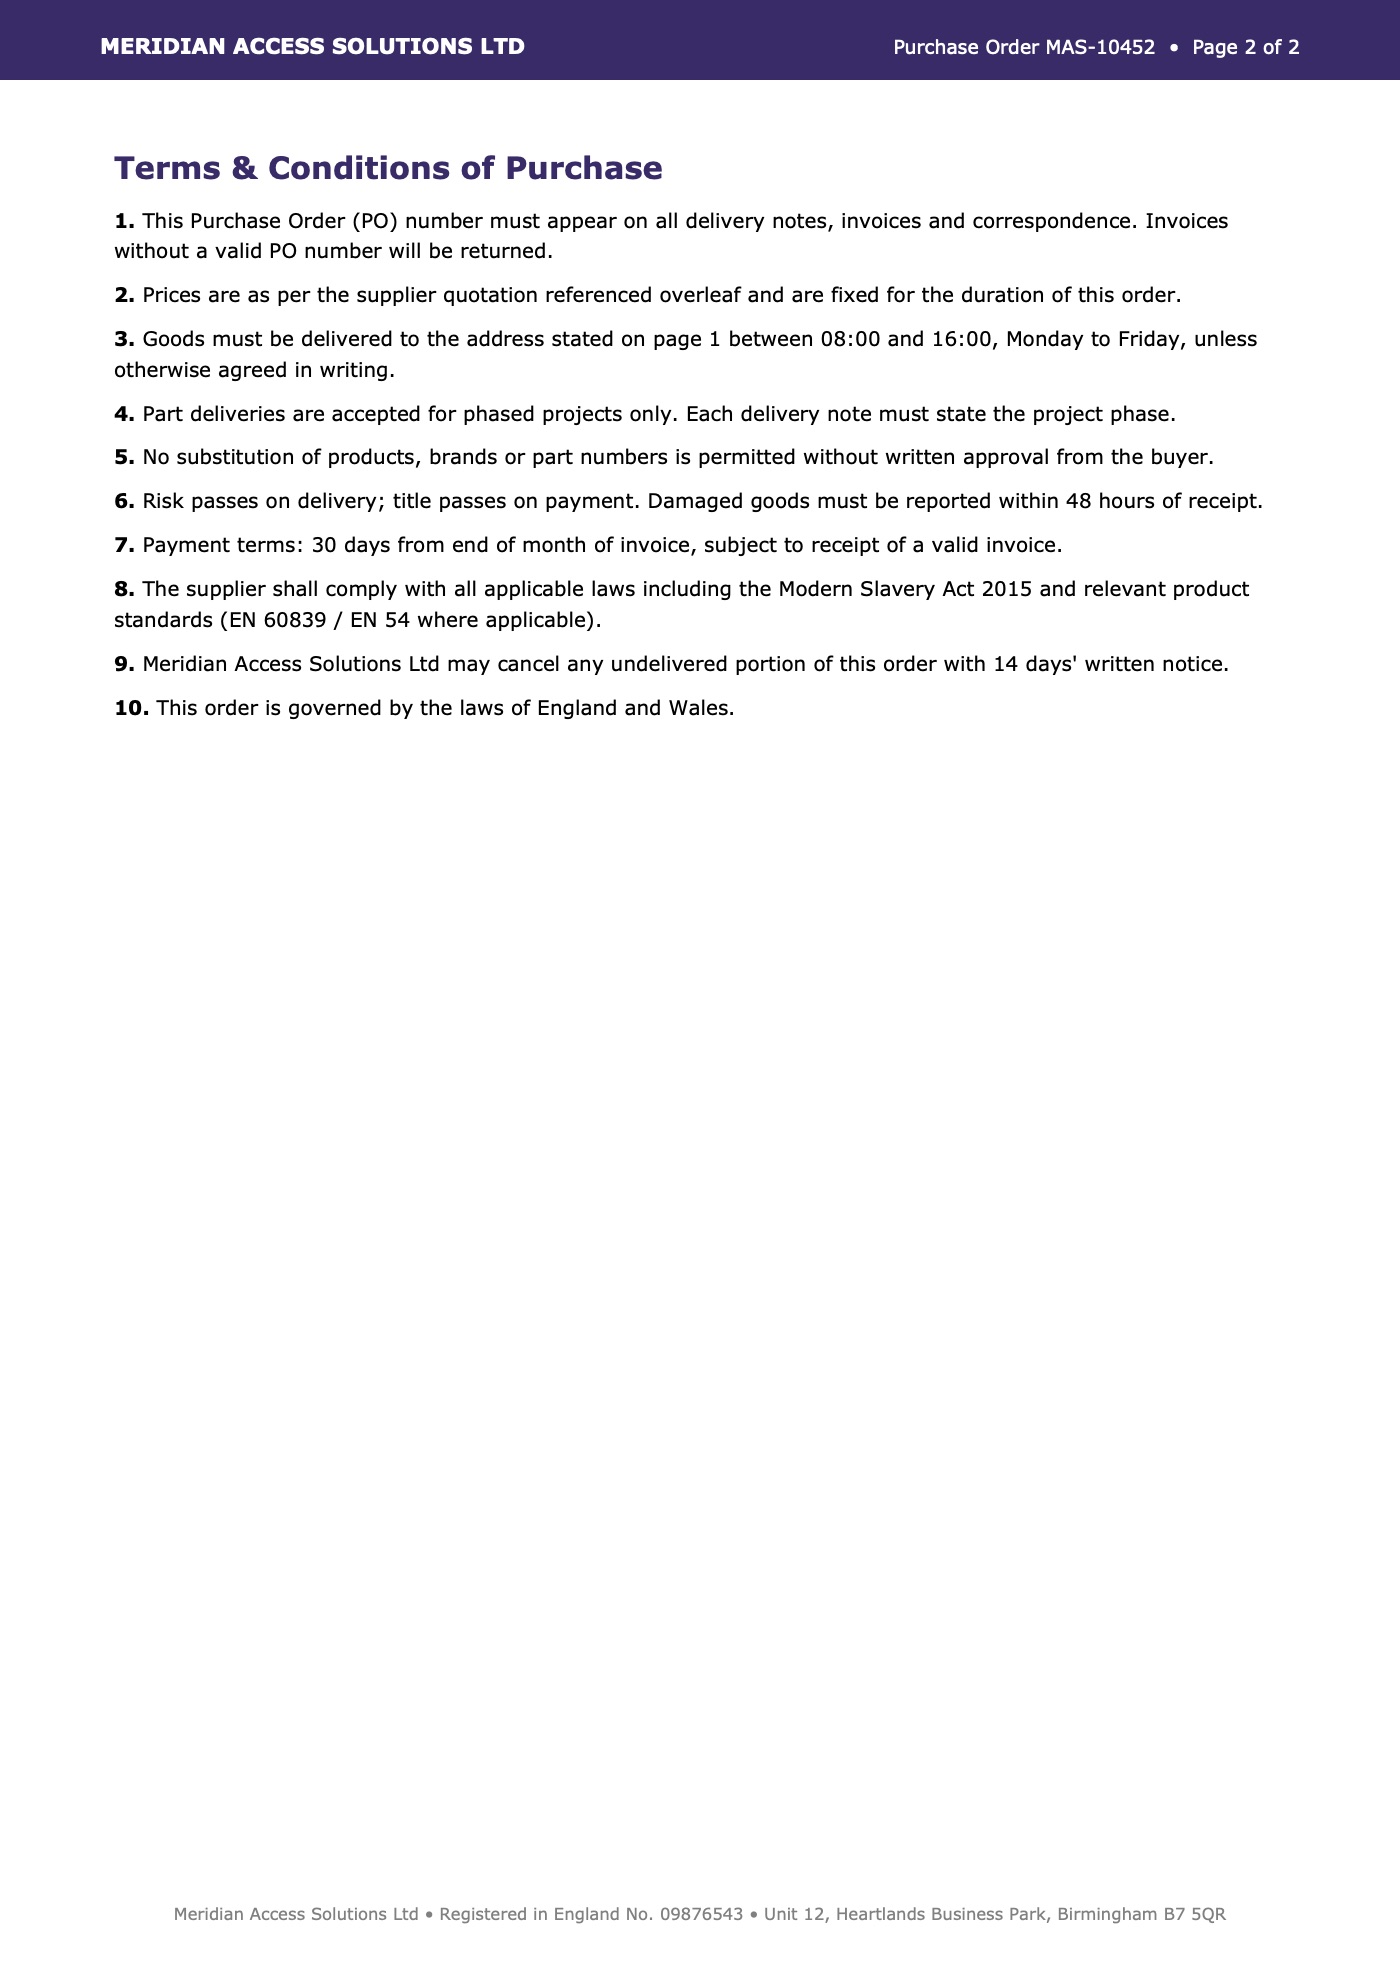 MERIDIAN ACCESS SOLUTIONS LTD
Purchase Order MAS-10452 • Page 2 of 2
Terms & Conditions of Purchase
1. This Purchase Order (PO) number must appear on all delivery notes, invoices and correspondence. Invoices
without a valid PO number will be returned.
2. Prices are as per the supplier quotation referenced overleaf and are fixed for the duration of this order.
3. Goods must be delivered to the address stated on page 1 between 08:00 and 16:00, Monday to Friday, unless
otherwise agreed in writing.
4. Part deliveries are accepted for phased projects only. Each delivery note must state the project phase.
5. No substitution of products, brands or part numbers is permitted without written approval from the buyer.
6. Risk passes on delivery; title passes on payment. Damaged goods must be reported within 48 hours of receipt.
7. Payment terms: 30 days from end of month of invoice, subject to receipt of a valid invoice.
8. The supplier shall comply with all applicable laws including the Modern Slavery Act 2015 and relevant product
standards (EN 60839 / EN 54 where applicable).
9. Meridian Access Solutions Ltd may cancel any undelivered portion of this order with 14 days' written notice.
10. This order is governed by the laws of England and Wales.
Meridian Access Solutions Ltd • Registered in England No. 09876543 • Unit 12, Heartlands Business Park, Birmingham B7 5QR